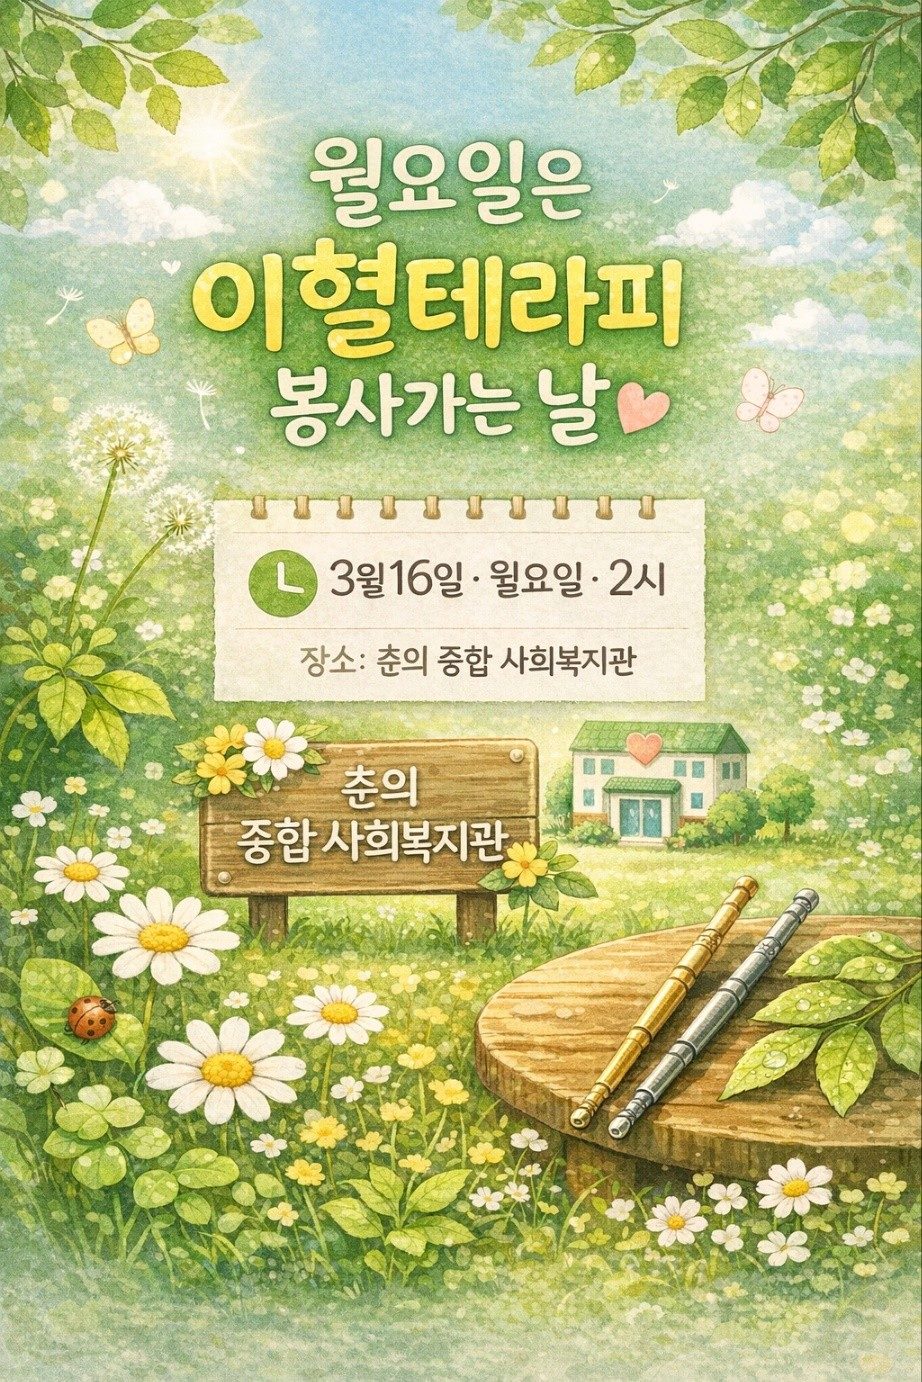 월요일은
이혈테라피
봉사가는 날
3월16일 · 월요일 · 2시
장소: 춘의 종합 사회복지관
춘의
종합 사회복지관